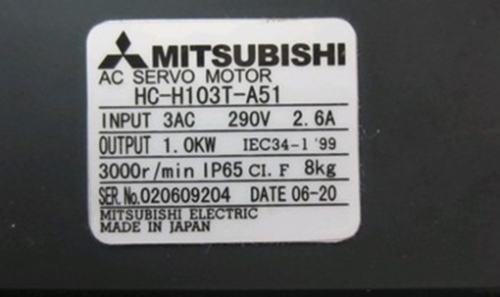 MITSUBISHI
AC SERVO MOTOR
HC-H103T-A51
INPUT 3AC 290V 2.6A
OUTPUT 1.0KW IEC34-1 '99
3000r/min IP65 CI.F 8kg
SER.No.020609204 DATE 06-20
MITSUBISHI ELECTRIC
MADE IN JAPAN